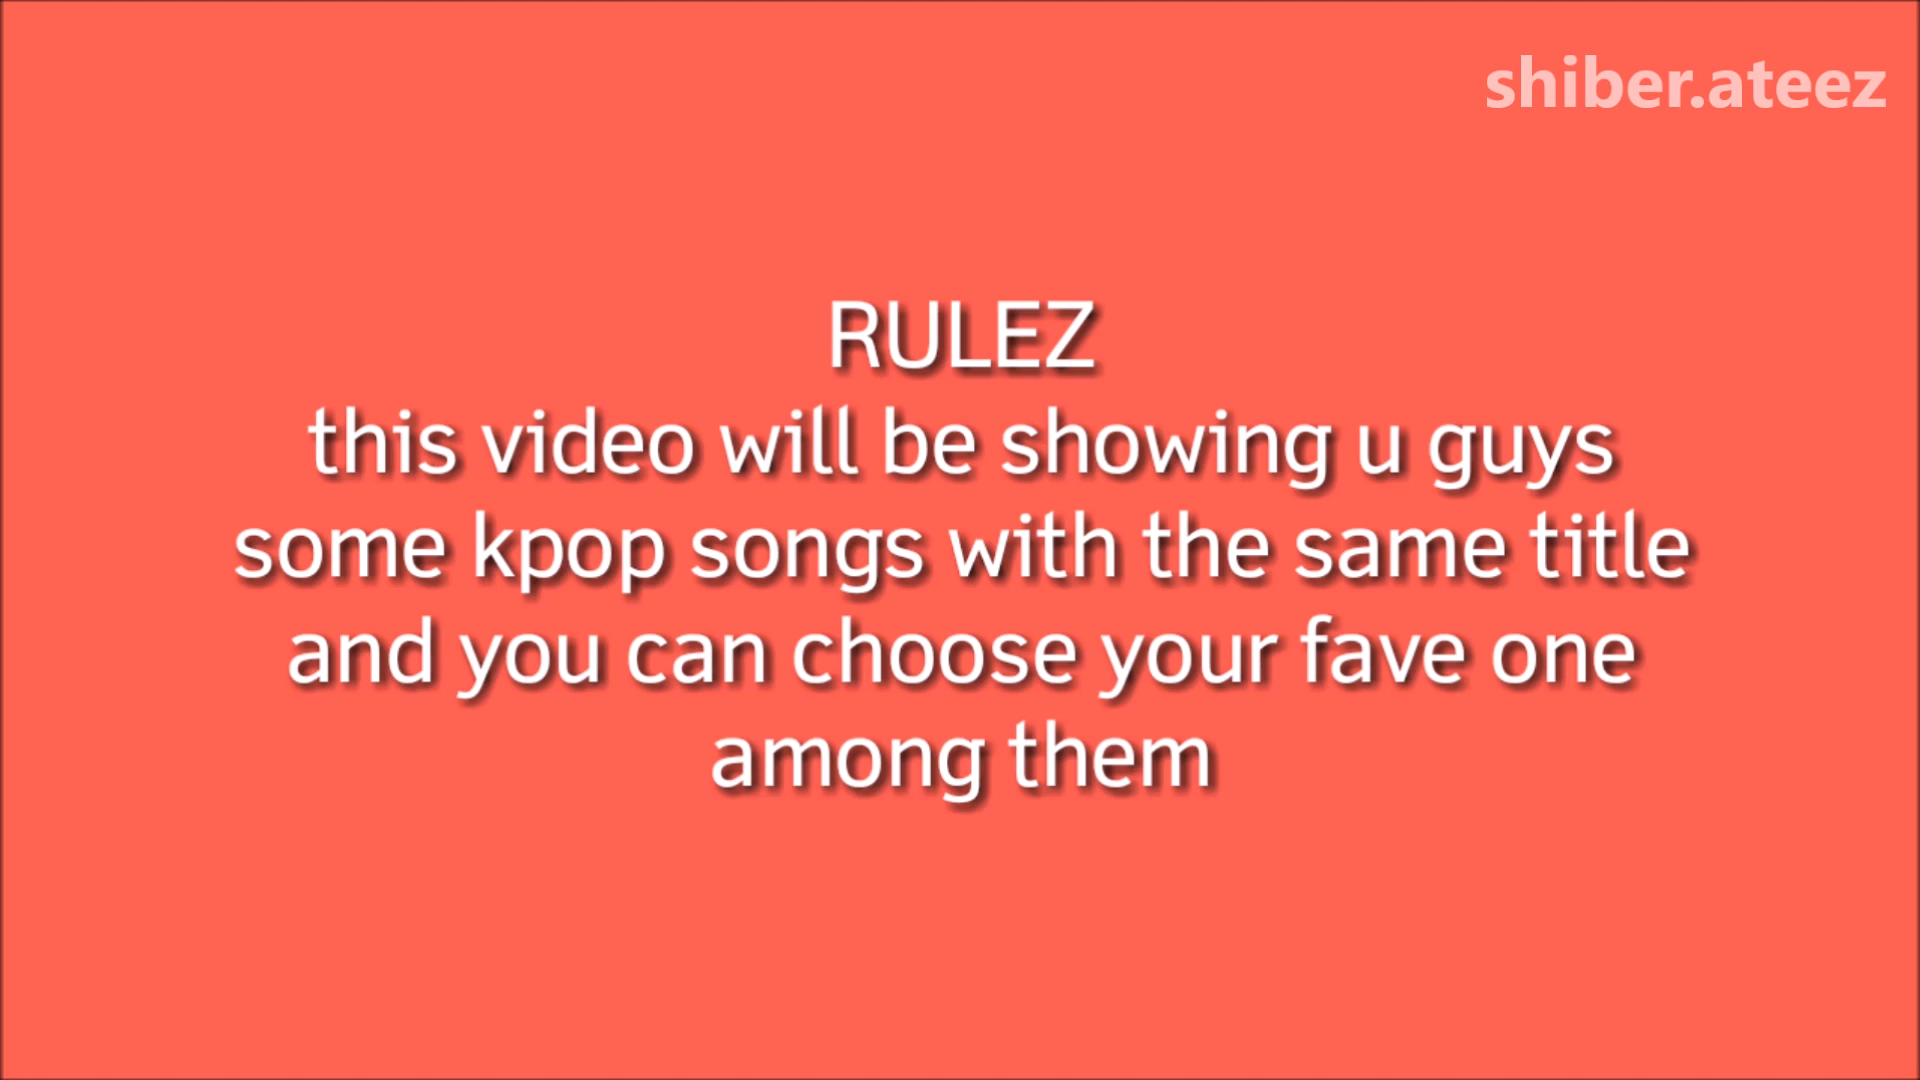 shiber.ateez
RULEZ
this video will be showing u guys
some kpop songs with the same title
and you can choose your fave one
among them